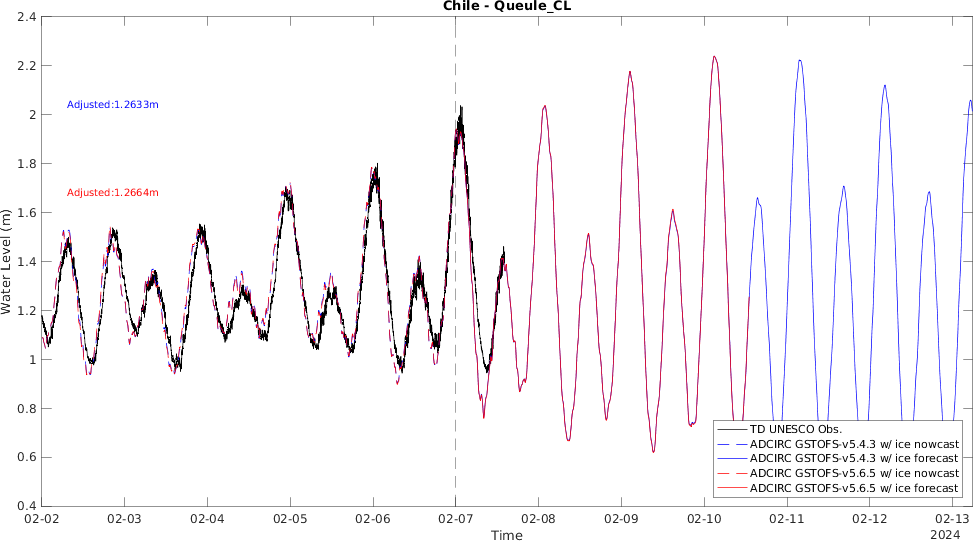 Chile - Queule_CL
2.4
2.2
2
1.8
1.6
1.4
1.2
1
0.8
0.6
0.4
Water Level (m)
Adjusted:1.2633m
Adjusted:1.2664m
TD UNESCO Obs.
ADCIRC GSTOFS-v5.4.3 w/ ice nowcast
ADCIRC GSTOFS-v5.4.3 w/ ice forecast
ADCIRC GSTOFS-v5.6.5 w/ ice nowcast
ADCIRC GSTOFS-v5.6.5 w/ ice forecast
02-02 02-03 02-04 02-05 02-06 02-07 02-08 02-09 02-10 02-11 02-12 02-13
Time
2024